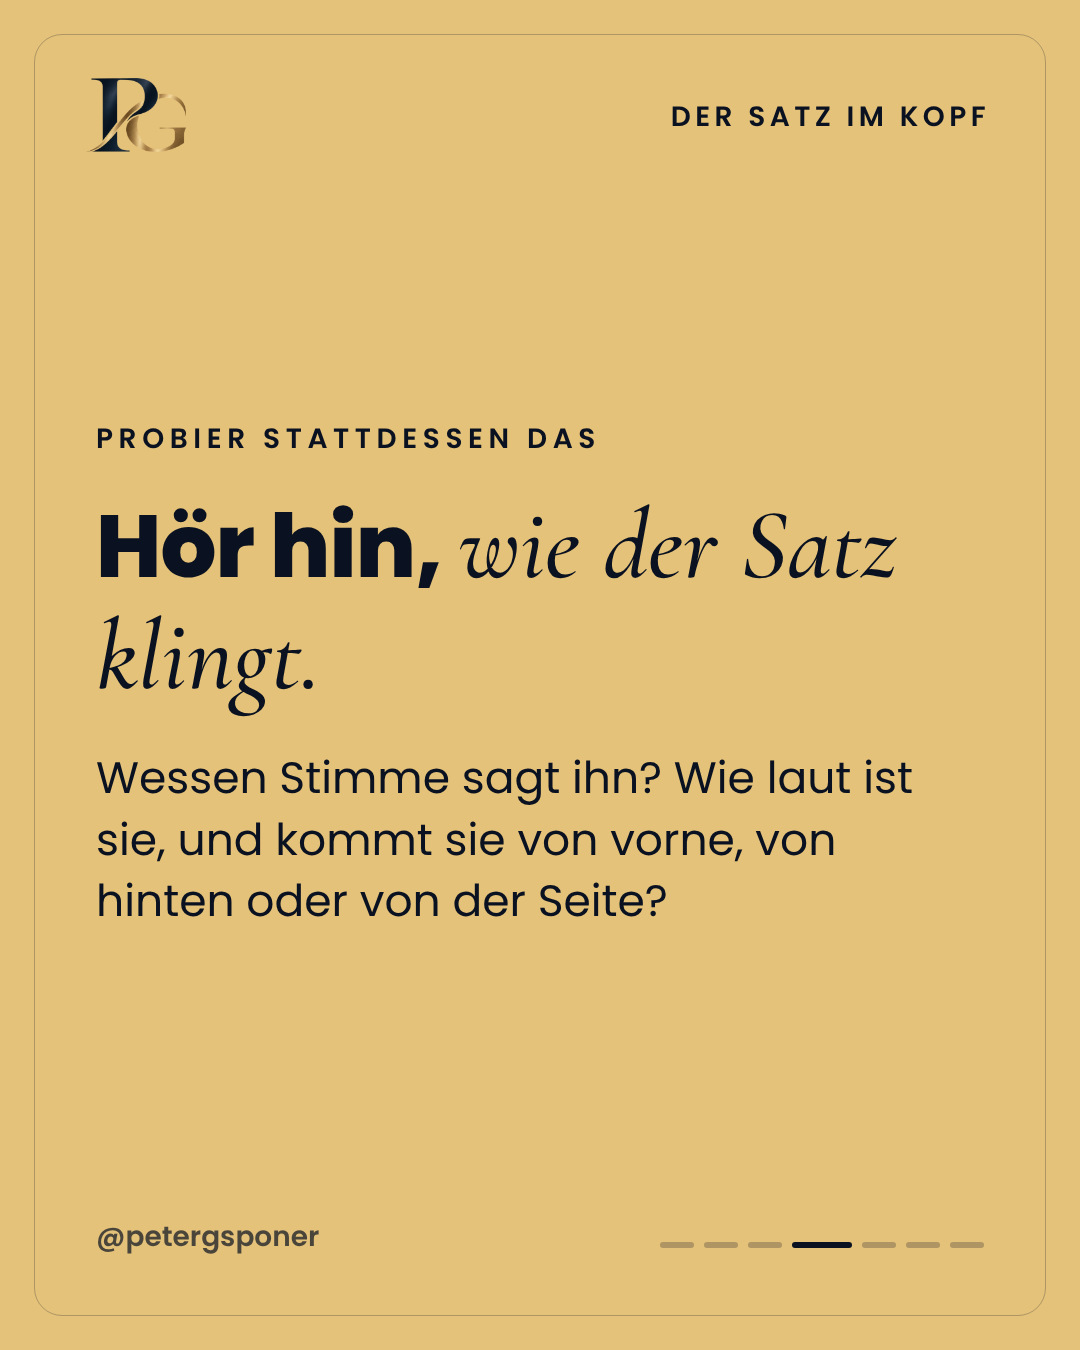 PG
DER SATZ IM KOPF
PROBIER STATTDESSEN DAS
Hör hin, wie der Satz
klingt.
Wessen Stimme sagt ihn? Wie laut ist
sie, und kommt sie von vorne, von
hinten oder von der Seite?
@petergsponer